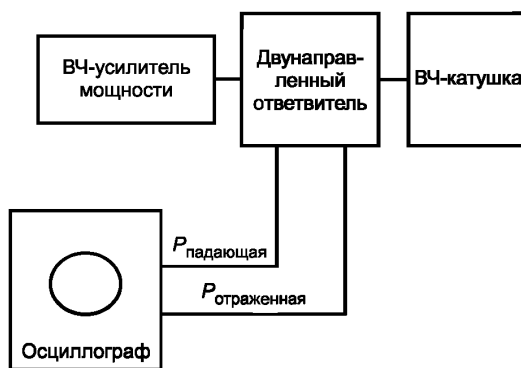 ВЧ-усилитель
мощности
Двунаправ-
ленный
ответвитель
ВЧ-катушка
Pпадающая
Pотраженная
Осциллограф